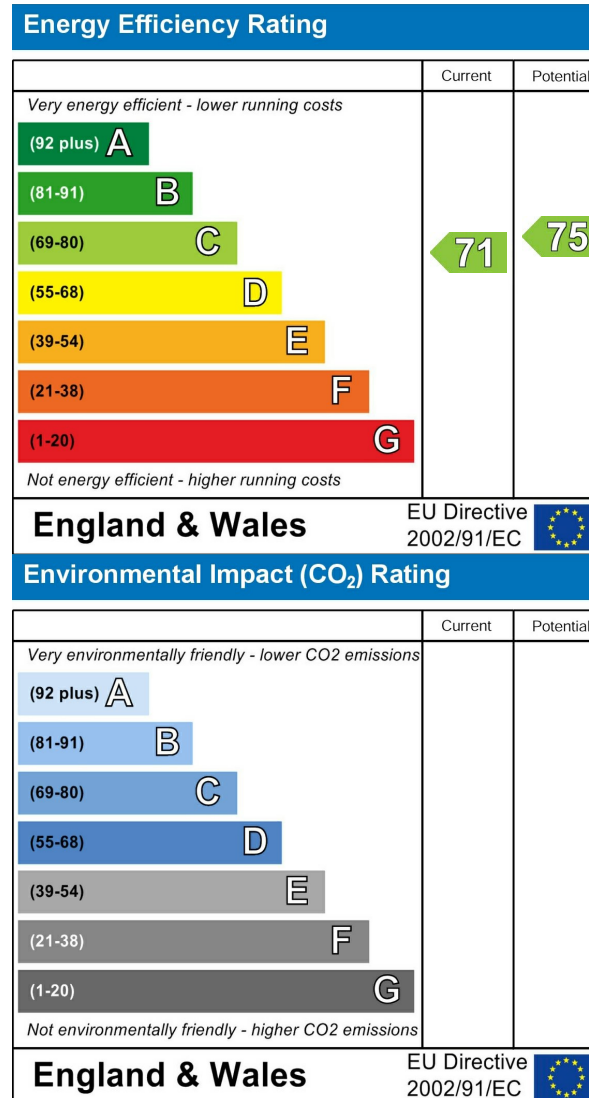 Energy Efficiency Rating
Current Potential
Very energy efficient - lower running costs
(92 plus) A
(81-91) B
(69-80) C
71 75
(55-68) D
(39-54) E
(21-38) F
(1-20) G
Not energy efficient - higher running costs
England & Wales
EU Directive
2002/91/EC
Environmental Impact (CO₂) Rating
Current Potential
Very environmentally friendly - lower CO2 emissions
(92 plus) A
(81-91) B
(69-80) C
(55-68) D
(39-54) E
(21-38) F
(1-20) G
Not environmentally friendly - higher CO2 emissions
England & Wales
EU Directive
2002/91/EC